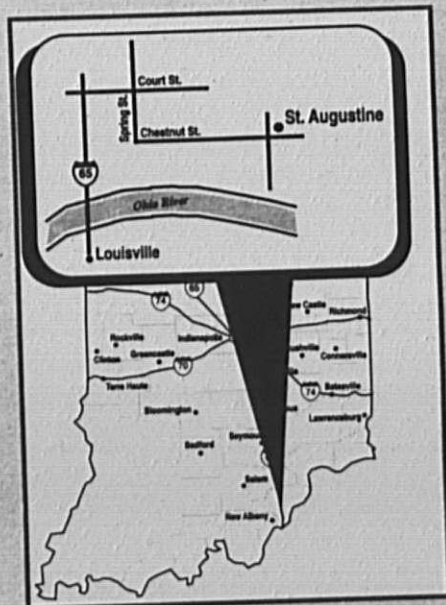 Court St.
Spring St.
Chestnut St.
St. Augustine
65
Ohio River
Louisville
74
65
w Castle
Richmond
Indianapolis
Rockville
Clinton
Greencastle
70
Connersville
Terre Haute
74
Batesville
Bloomington
Lawrenceburg
Bedford
Seymour
Salem
New Albany